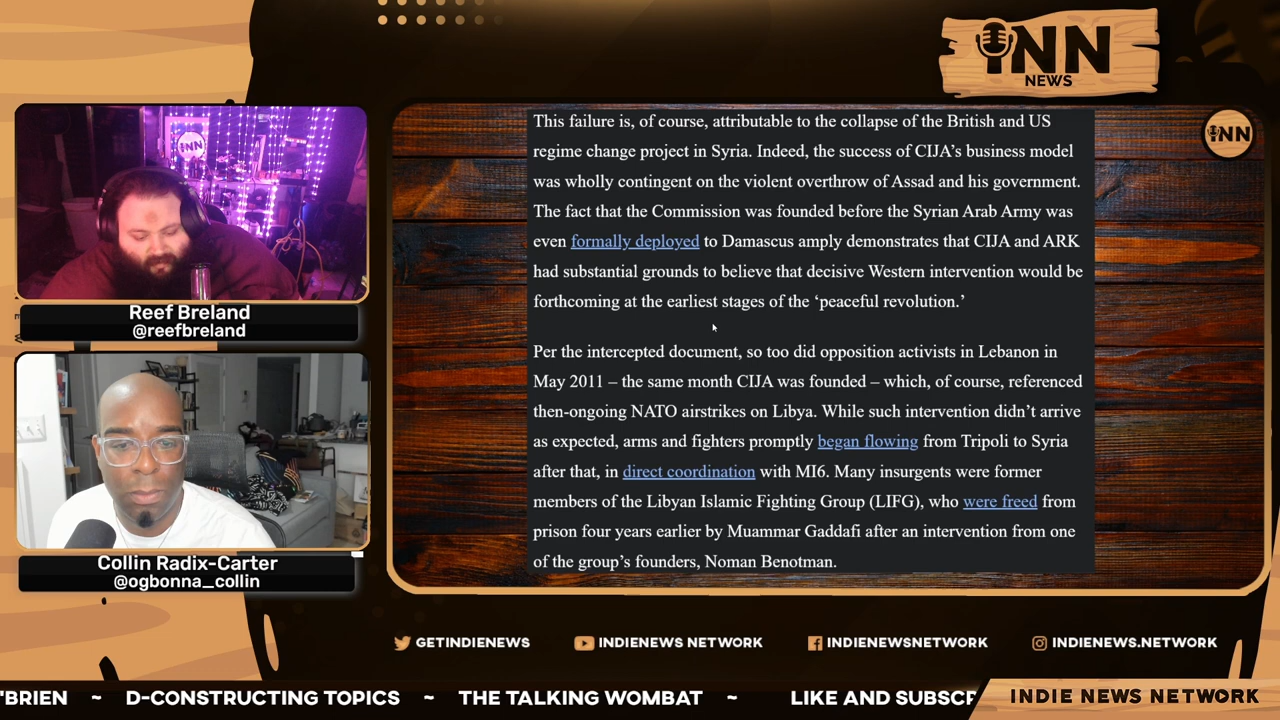 iNN
NEWS
iNN
iNN
Reef Breland
@reefbreland
Collin Radix-Carter
@ogbonna_collin
This failure is, of course, attributable to the collapse of the British and US
regime change project in Syria. Indeed, the success of CIJA’s business model
was wholly contingent on the violent overthrow of Assad and his government.
The fact that the Commission was founded before the Syrian Arab Army was
even formally deployed to Damascus amply demonstrates that CIJA and ARK
had substantial grounds to believe that decisive Western intervention would be
forthcoming at the earliest stages of the ‘peaceful revolution.’
Per the intercepted document, so too did opposition activists in Lebanon in
May 2011 – the same month CIJA was founded – which, of course, referenced
then-ongoing NATO airstrikes on Libya. While such intervention didn’t arrive
as expected, arms and fighters promptly began flowing from Tripoli to Syria
after that, in direct coordination with MI6. Many insurgents were former
members of the Libyan Islamic Fighting Group (LIFG), who were freed from
prison four years earlier by Muammar Gaddafi after an intervention from one
of the group’s founders, Noman Benotman.
GETINDIENEWS
INDIENEWS NETWORK
INDIENEWSNETWORK
INDIENEWS.NETWORK
'BRIEN ~ D-CONSTRUCTING TOPICS ~ THE TALKING WOMBAT ~ LIKE AND SUBSCR
INDIE NEWS NETWORK